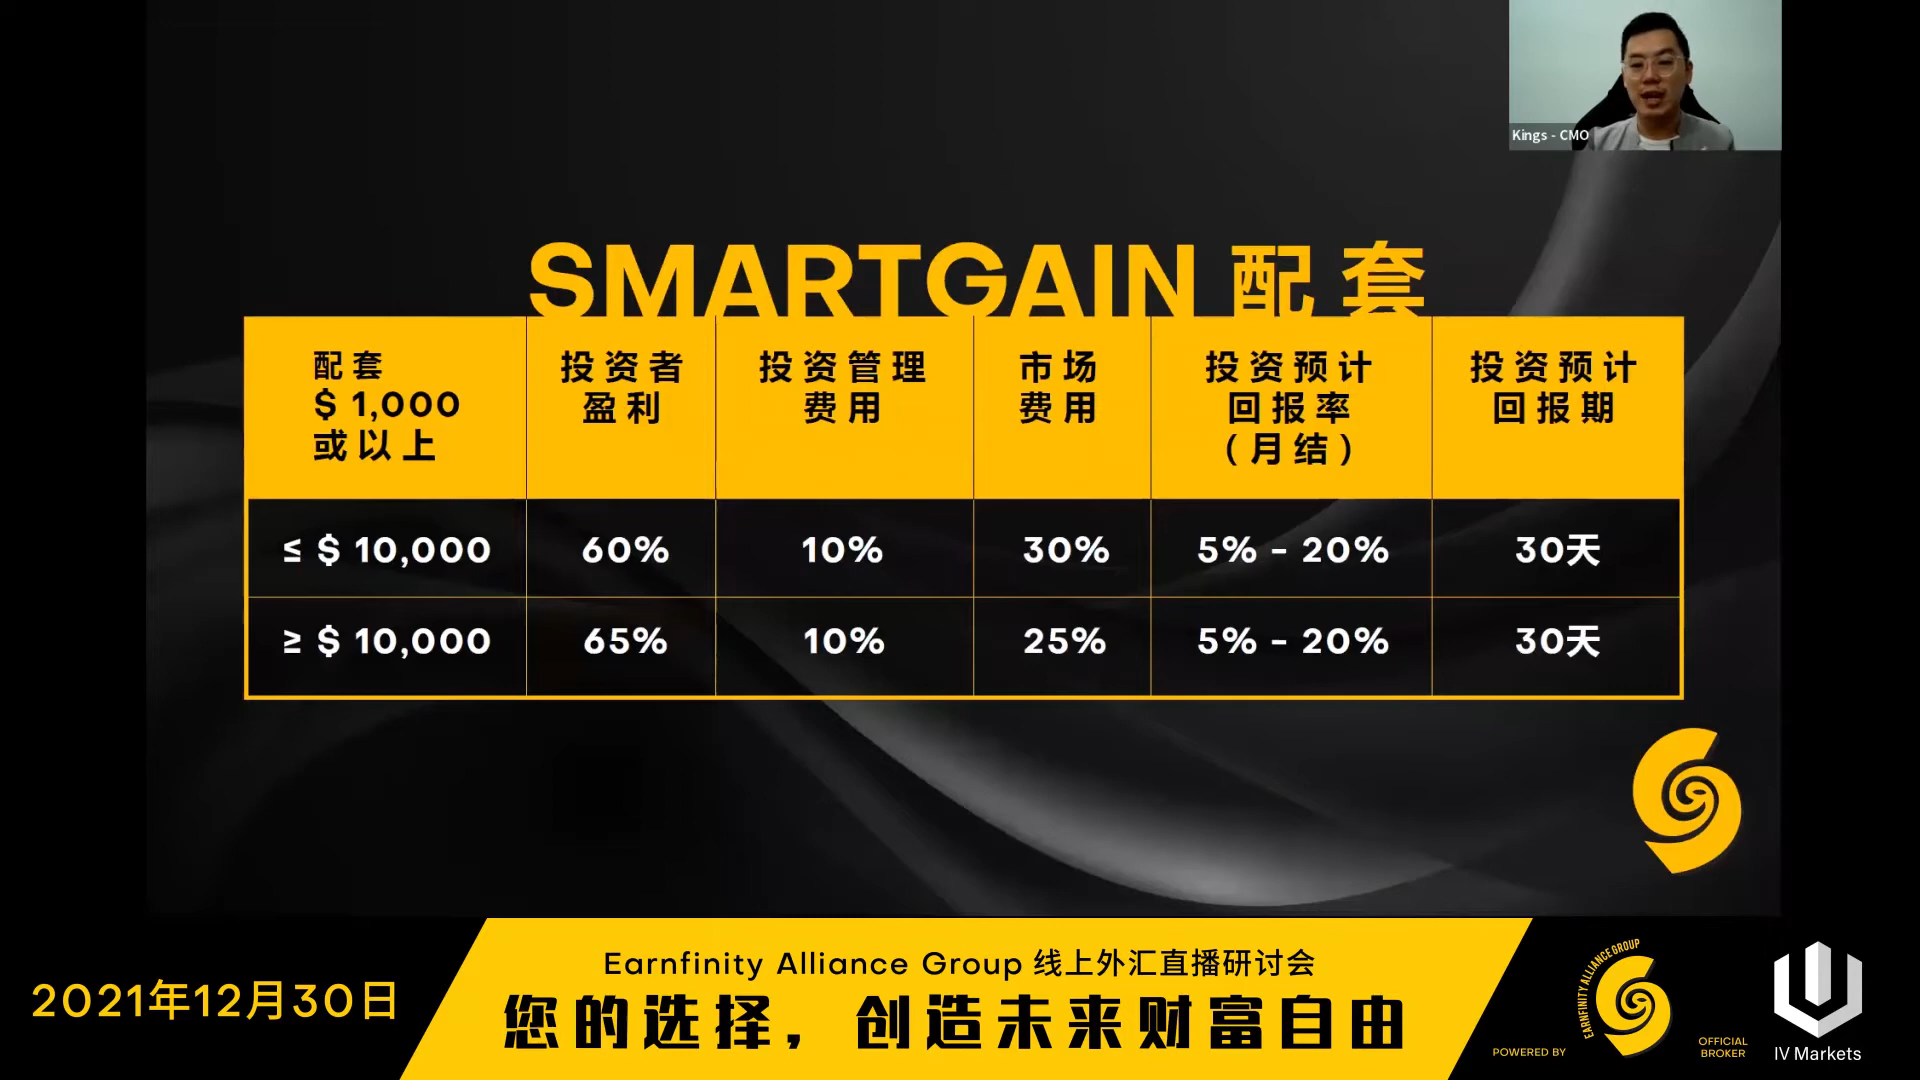 Kings - CMO
SMARTGAIN 配套
配套
$ 1,000
或以上
投资者
盈利
投资管理
费用
市场
费用
投资预计
回报率
(月结)
投资预计
回报期
≤ $ 10,000 60% 10% 30% 5% - 20% 30天
≥ $ 10,000 65% 10% 25% 5% - 20% 30天
2021年12月30日
Earnfinity Alliance Group 线上外汇直播研讨会
您的选择，创造未来财富自由
POWERED BY
EARNFINITY ALLIANCE GROUP
OFFICIAL
BROKER
IV Markets